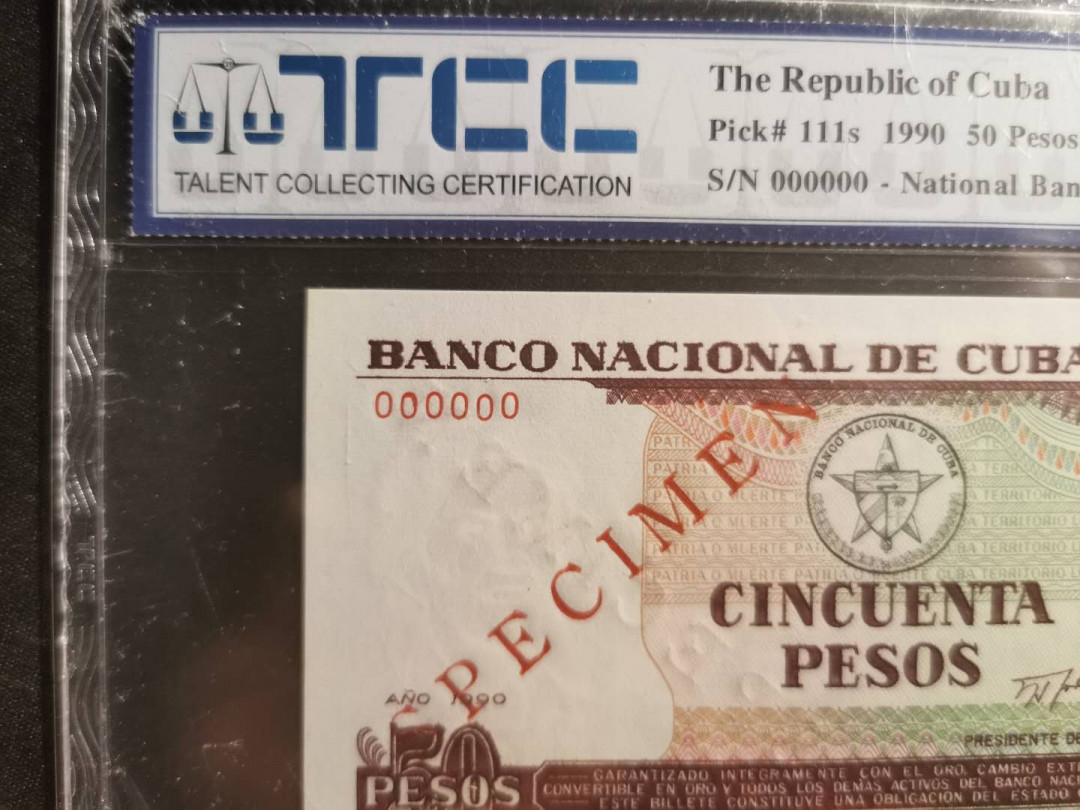 TCC
TALENT COLLECTING CERTIFICATION
The Republic of Cuba
Pick# 111s 1990 50 Pesos
S/N 000000 - National Ban
BANCO NACIONAL DE CUBA
000000
SPECIMEN
BANCO NACIONAL DE CUBA
PATRIA O MUERTE
CINCUENTA
PESOS
AÑO 1990
50
PESOS
PRESIDENTE DE
GARANTIZADO INTEGRAMENTE CON EL ORO, CAMBIO EXT
CONVERTIBLE EN ORO Y TODOS LOS DEMAS ACTIVOS DEL BANCO NAC
ESTE BILLETE CONSTITUYE UNA OBLIGACION DEL ESTADO